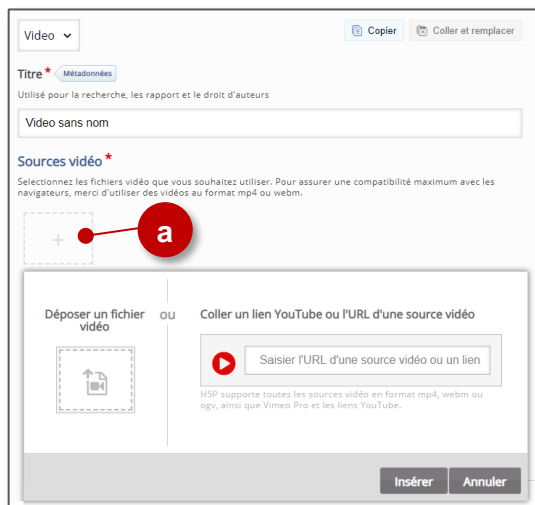 Video
Copier
Coller et remplacer
Titre * Métadonnées
Utilisé pour la recherche, les rapport et le droit d'auteurs
Video sans nom
Sources vidéo *
Selectionnez les fichiers vidéo que vous souhaitez utiliser. Pour assurer une compatibilité maximum avec les
navigateurs, merci d'utiliser des vidéos au format mp4 ou webm.
+
a
Déposer un fichier
vidéo
ou
Coller un lien YouTube ou l'URL d'une source vidéo
Saisier l'URL d'une source vidéo ou un lien
H5P supporte toutes les sources vidéo en format mp4, webm ou
ogv, ainsi que Vimeo Pro et les liens YouTube.
Insérer
Annuler